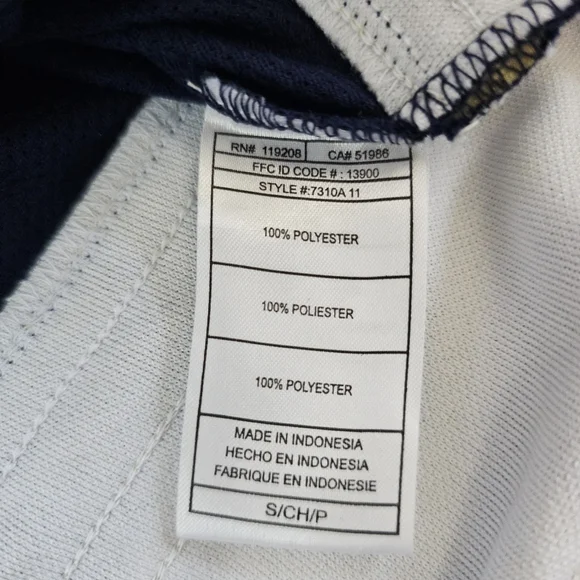 RN# 119208 CA# 51986
FFC ID CODE # : 13900
STYLE #:7310A 11
100% POLYESTER
100% POLIESTER
100% POLYESTER
MADE IN INDONESIA
HECHO EN INDONESIA
FABRIQUE EN INDONESIE
S/CH/P